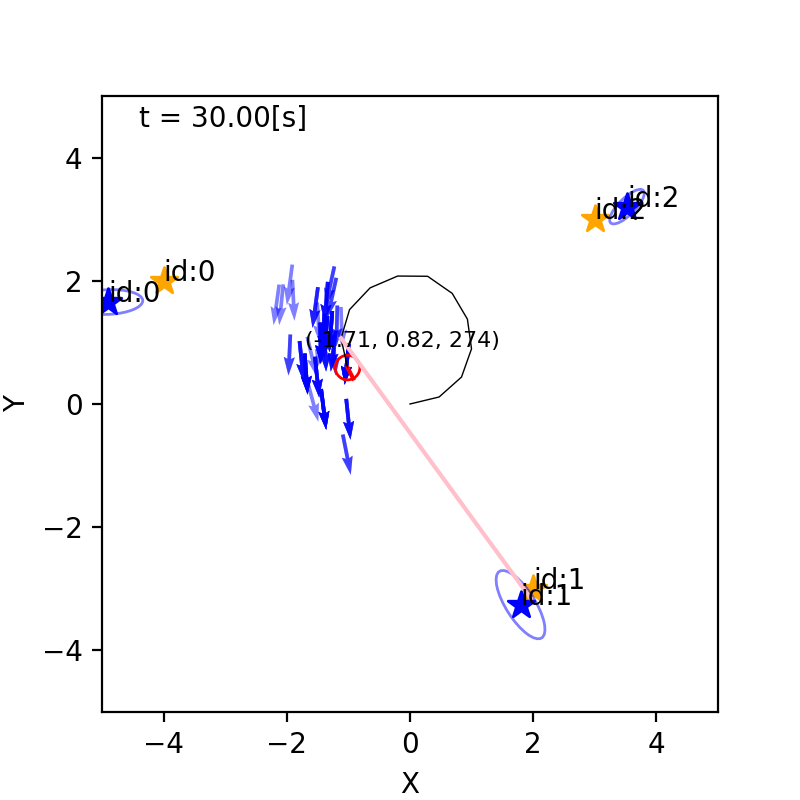 t = 30.00[s]
4
id:2
id:2
2
id:0
id:0
(-1.71, 0.82, 274)
Y
0
−2
id:1
id:1
−4
−4
−2
0
2
4
X